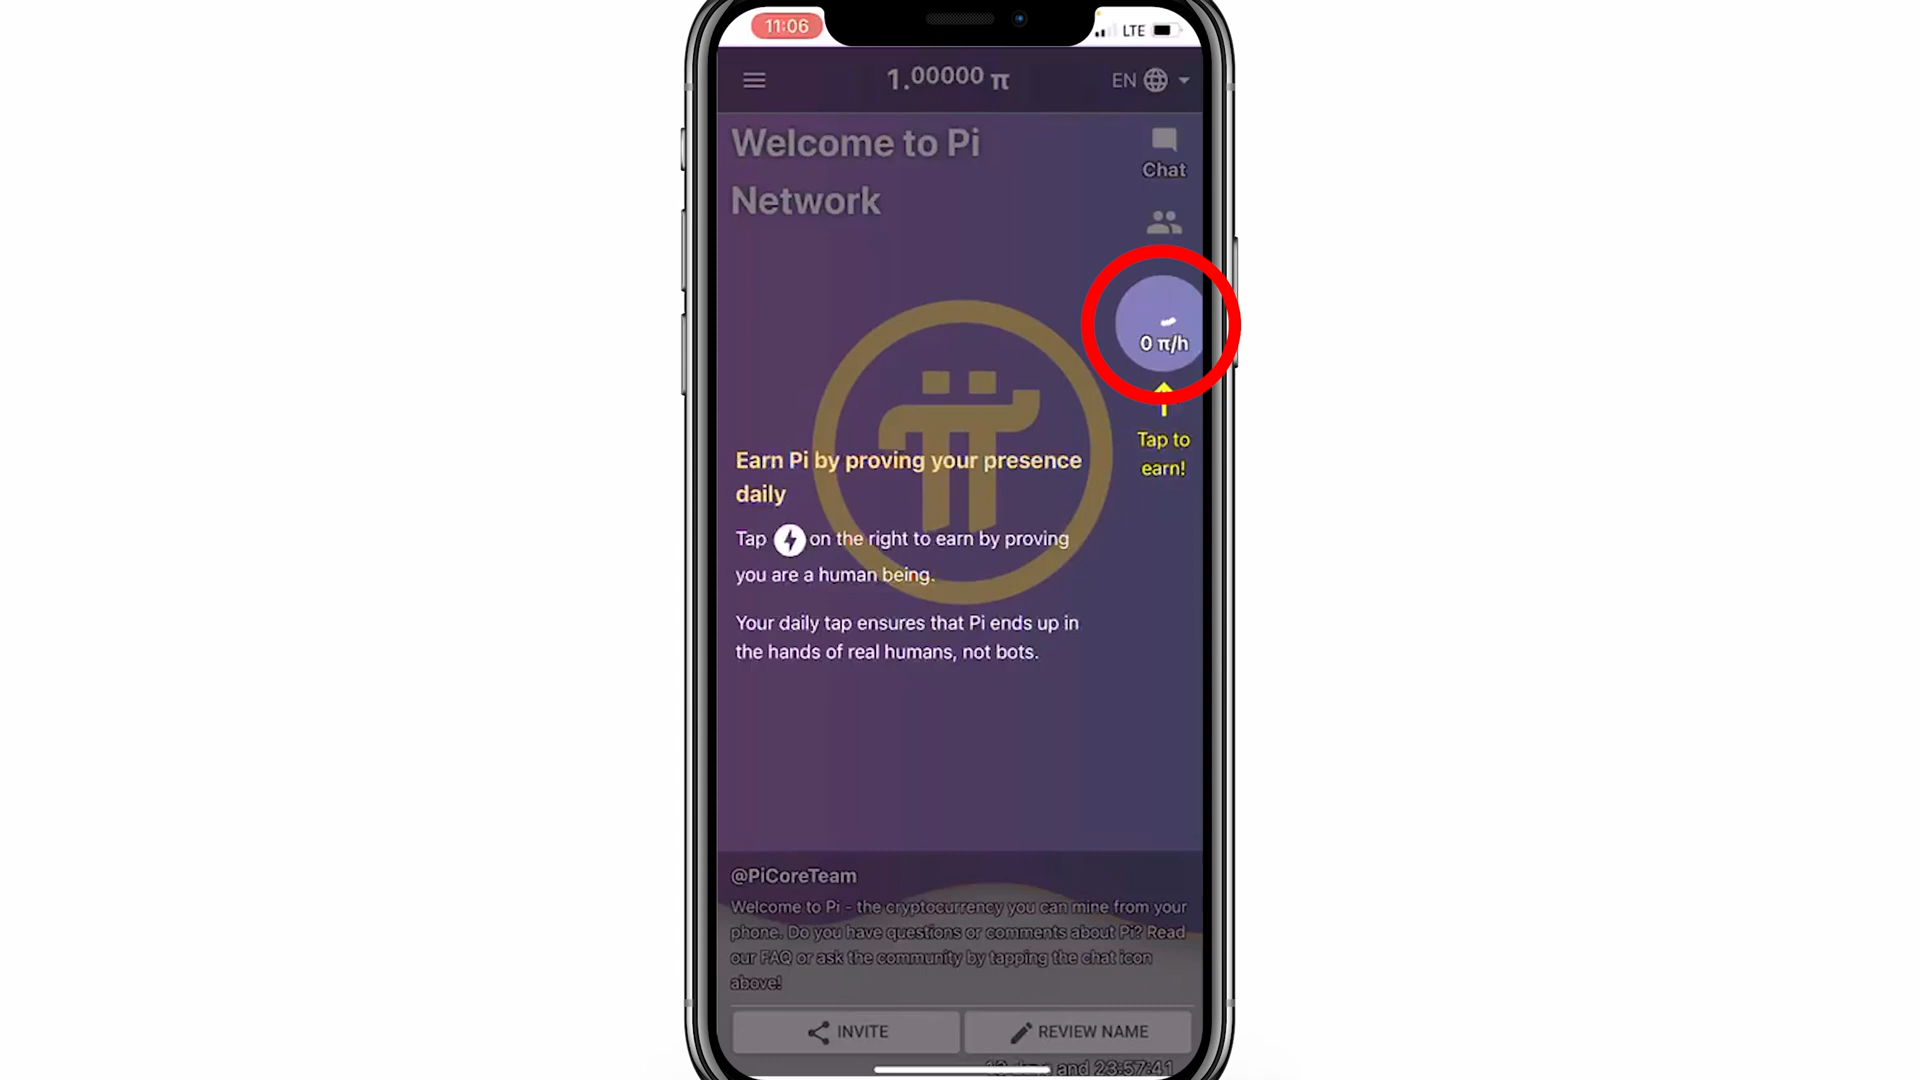 11:06
LTE
1.00000 π
EN
Welcome to Pi
Network
Chat
0 π/h
Tap to
earn!
Earn Pi by proving your presence
daily
Tap on the right to earn by proving
you are a human being.
Your daily tap ensures that Pi ends up in
the hands of real humans, not bots.
@PiCoreTeam
Welcome to Pi - the cryptocurrency you can mine from your
phone. Do you have questions or comments about Pi? Read
our FAQ or ask the community by tapping the chat icon
above!
INVITE
REVIEW NAME
and 23:57:41